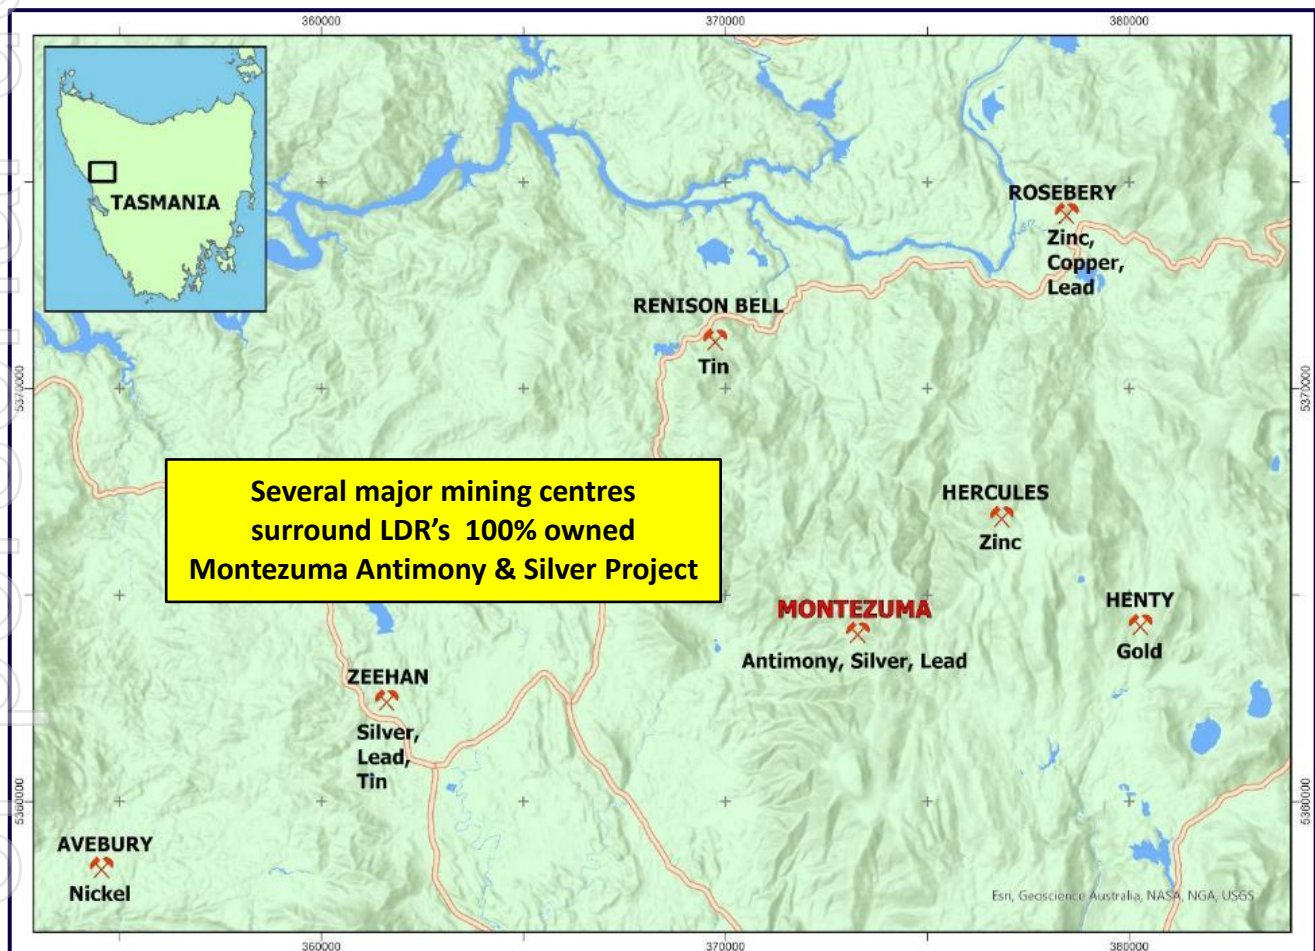 360000
370000
380000
TASMANIA
ROSEBERY
Zinc,
Copper,
Lead
RENISON BELL
Tin
5370000
5370000
Several major mining centres
surround LDR's 100% owned
Montezuma Antimony & Silver Project
HERCULES
Zinc
MONTEZUMA
Antimony, Silver, Lead
HENTY
Gold
ZEEHAN
Silver,
Lead,
Tin
5360000
5360000
AVEBURY
Nickel
Esri, Geoscience Australia, NASA, NGA, USGS
360000
370000
380000